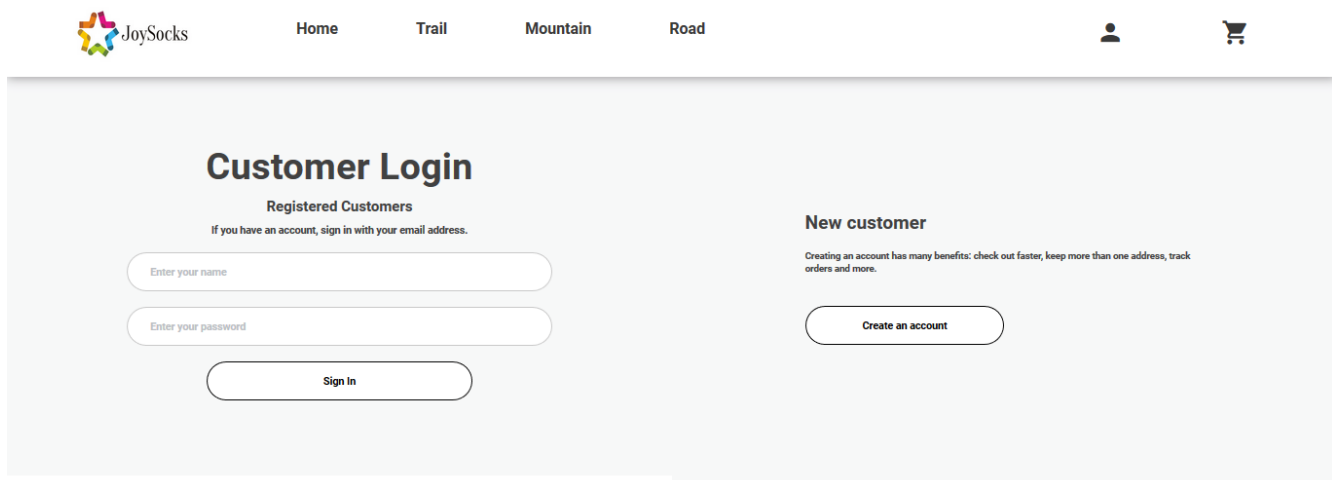 JoySocks
Home
Trail
Mountain
Road
Customer Login
Registered Customers
If you have an account, sign in with your email address.
Enter your name
Enter your password
Sign In
New customer
Creating an account has many benefits: check out faster, keep more than one address, track
orders and more.
Create an account